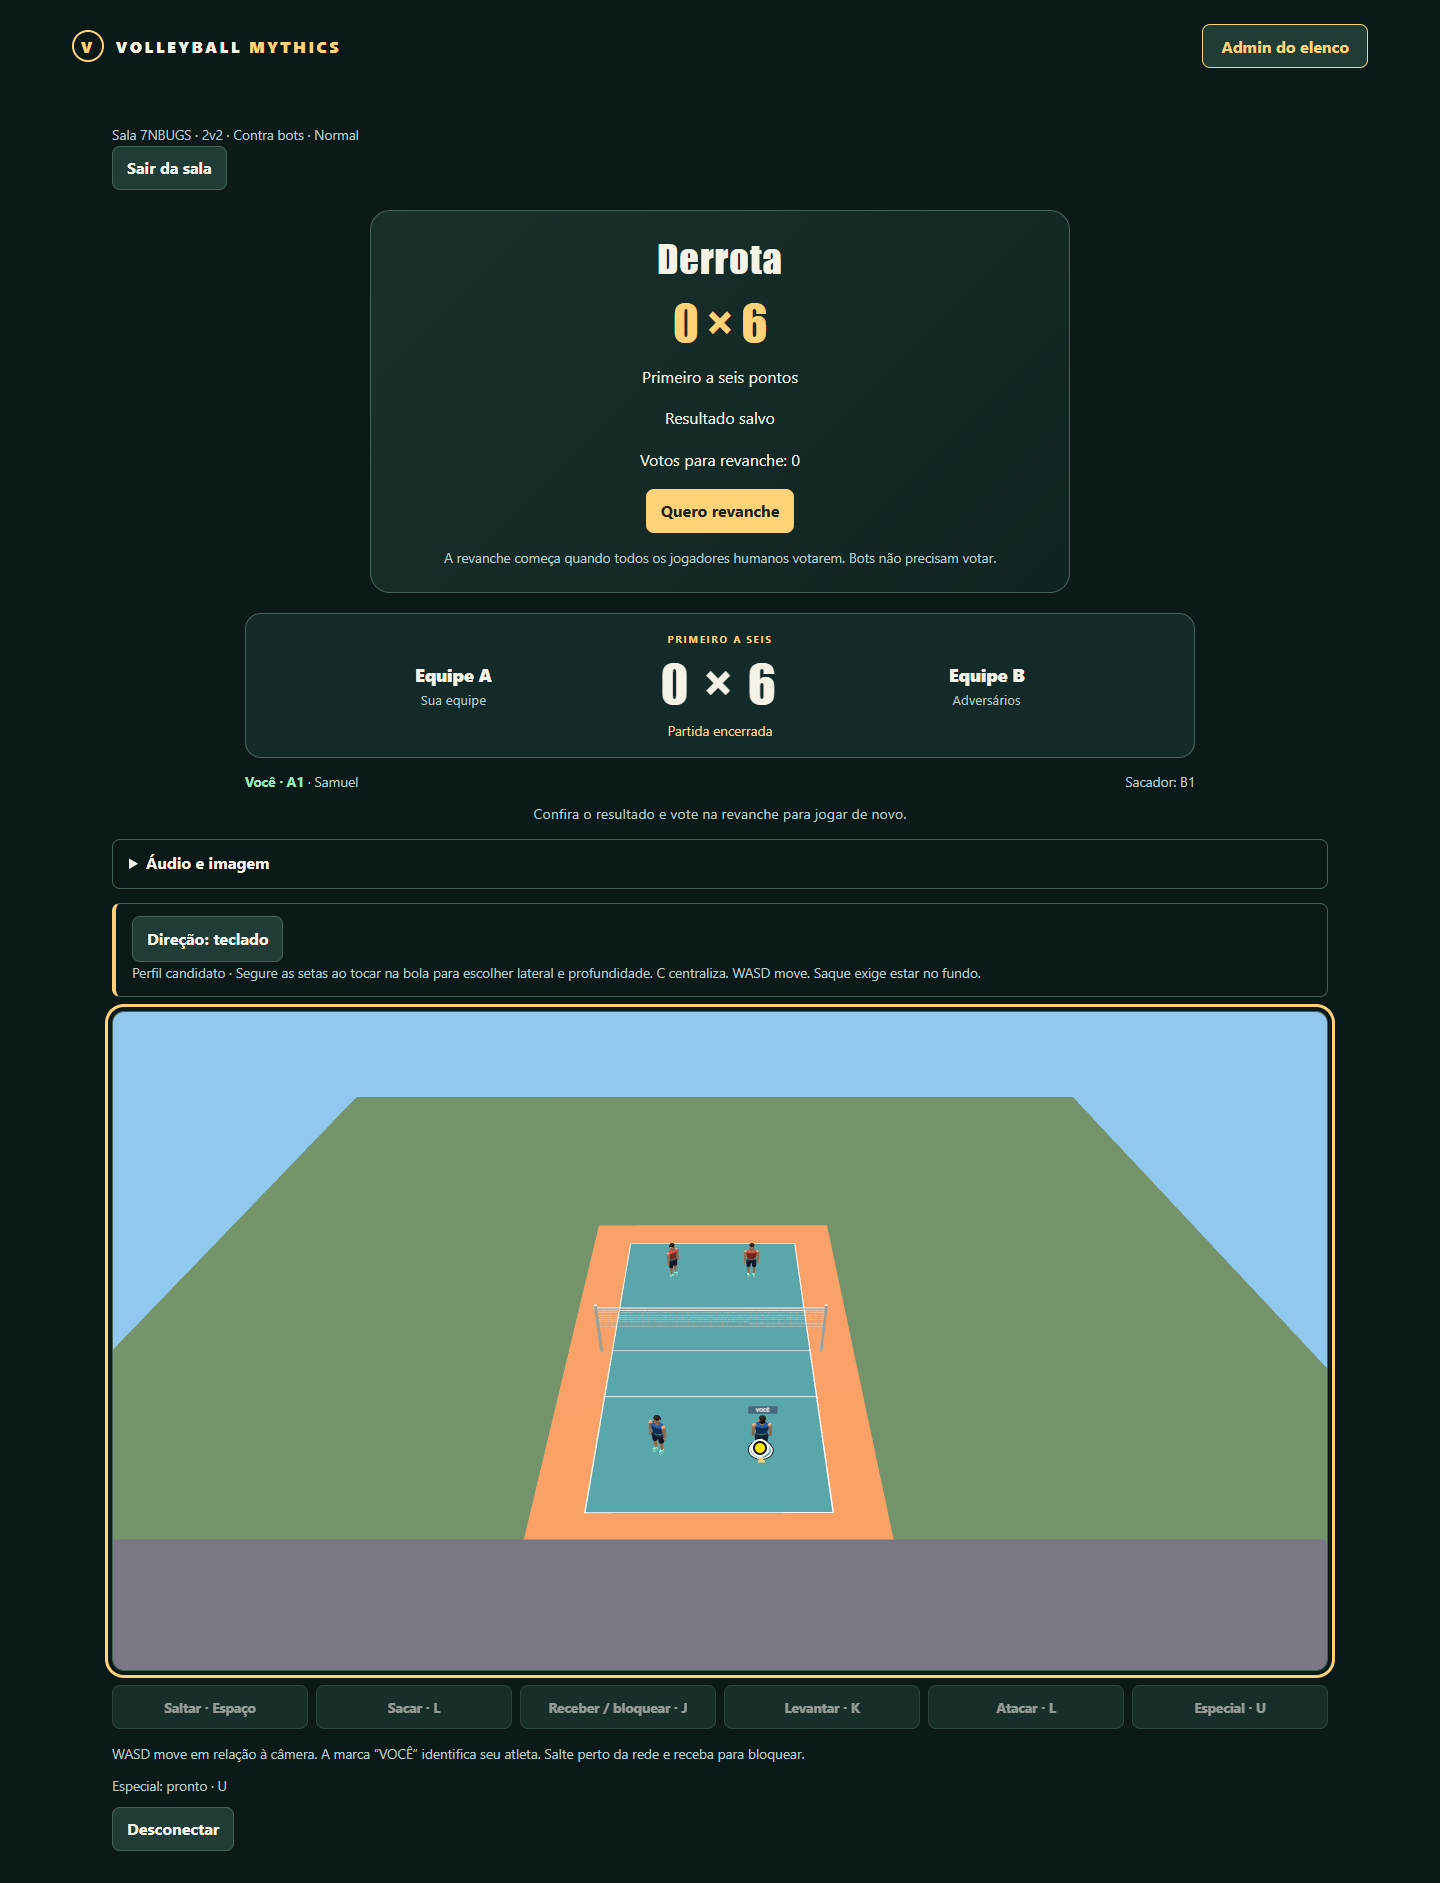 V VOLLEYBALL MYTHICS
Admin do elenco
Sala 7NBUGS · 2v2 · Contra bots · Normal
Sair da sala
Derrota
0 × 6
Primeiro a seis pontos
Resultado salvo
Votos para revanche: 0
Quero revanche
A revanche começa quando todos os jogadores humanos votarem. Bots não precisam votar.
PRIMEIRO A SEIS
Equipe A
Sua equipe
0 × 6
Equipe B
Adversários
Partida encerrada
Você · A1 · Samuel
Sacador: B1
Confira o resultado e vote na revanche para jogar de novo.
Áudio e imagem
Direção: teclado
Perfil candidato · Segure as setas ao tocar na bola para escolher lateral e profundidade. C centraliza. WASD move. Saque exige estar no fundo.
VOCÊ
Saltar · Espaço
Sacar · L
Receber / bloquear · J
Levantar · K
Atacar · L
Especial · U
WASD move em relação à câmera. A marca “VOCÊ” identifica seu atleta. Salte perto da rede e receba para bloquear.
Especial: pronto · U
Desconectar